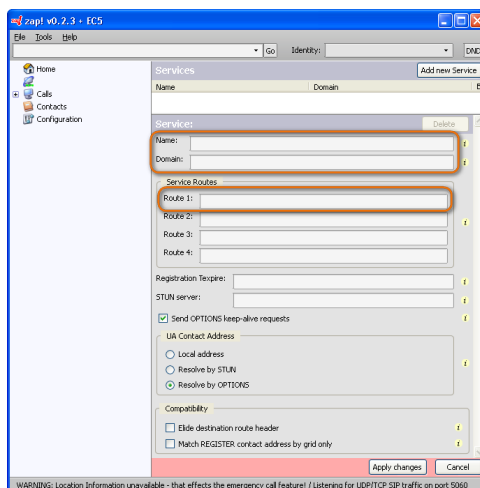 zap! v0.2.3 + EC5
File Tools Help
Go Identity: DND
Home
Calls
Contacts
Configuration
Services Add new Service
Name Domain
Service: Delete
Name:
Domain:
Service Routes
Route 1:
Route 2:
Route 3:
Route 4:
Registration Texpire:
STUN server:
Send OPTIONS keep-alive requests
UA Contact Address
Local address
Resolve by STUN
Resolve by OPTIONS
Compatibility
Elide destination route header
Match REGISTER contact address by grid only
Apply changes Cancel
WARNING: Location Information unavailable - that effects the emergency call feature! / Listening for UDP/TCP SIP traffic on port 5060